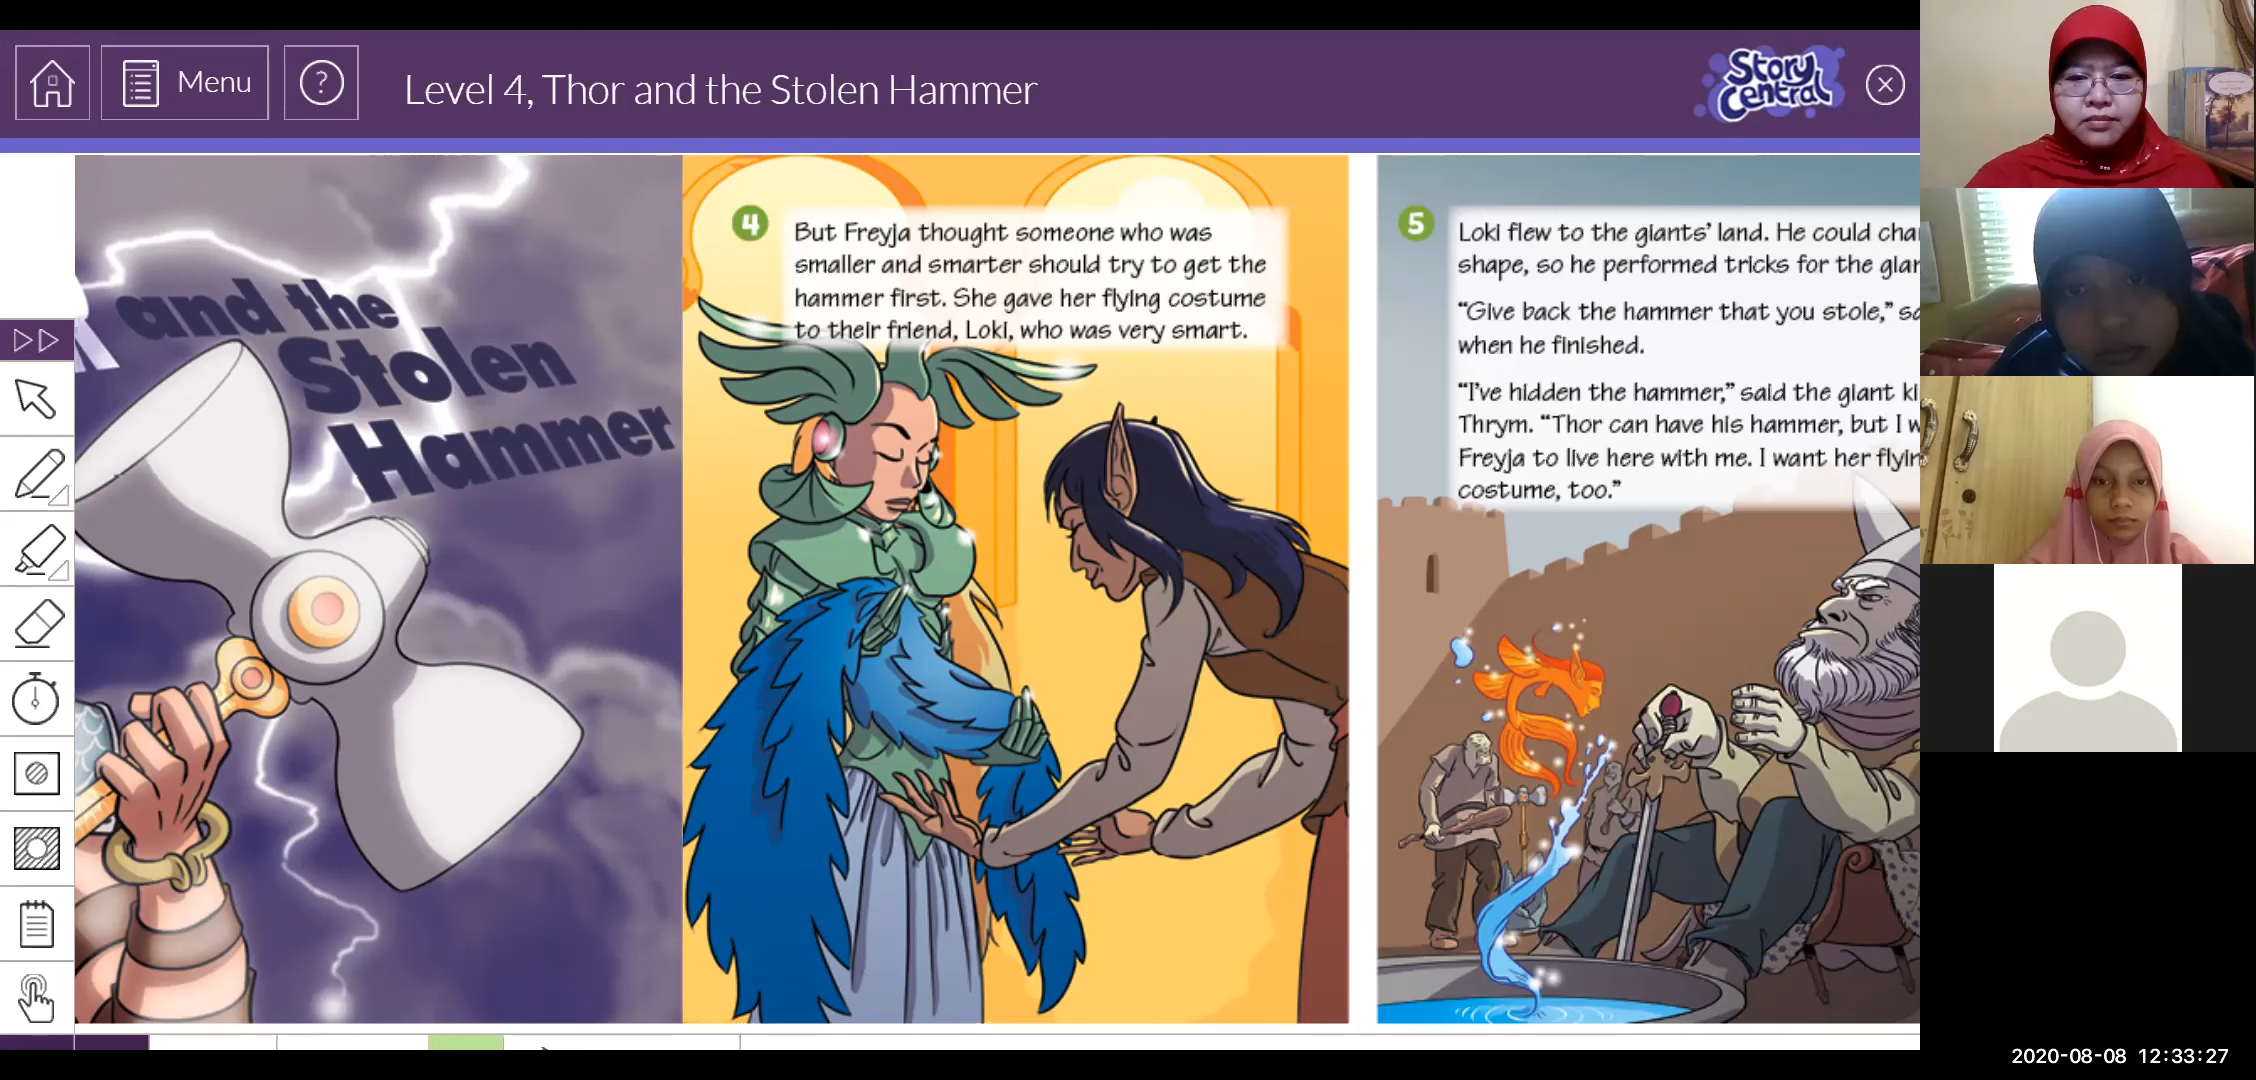 Menu
?
Level 4, Thor and the Stolen Hammer
Story
Central
and the
Stolen
Hammer
4
But Freyja thought someone who was
smaller and smarter should try to get the
hammer first. She gave her flying costume
to their friend, Loki, who was very smart.
5
Loki flew to the giants' land. He could
shape, so he performed tricks for the
“Give back the hammer that you stole,”
when he finished.
“I've hidden the hammer,” said the giant
Thrym. “Thor can have his hammer, but I
Freyja to live here with me. I want her
costume, too.”
2020-08-08 12:33:27